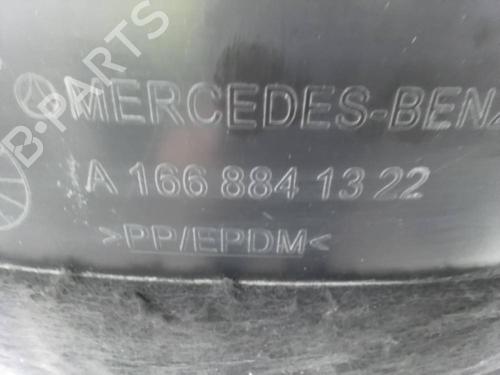 B-PARTS
MERCEDES-BENZ
A 166 884 13 22
>PP/EPDM<